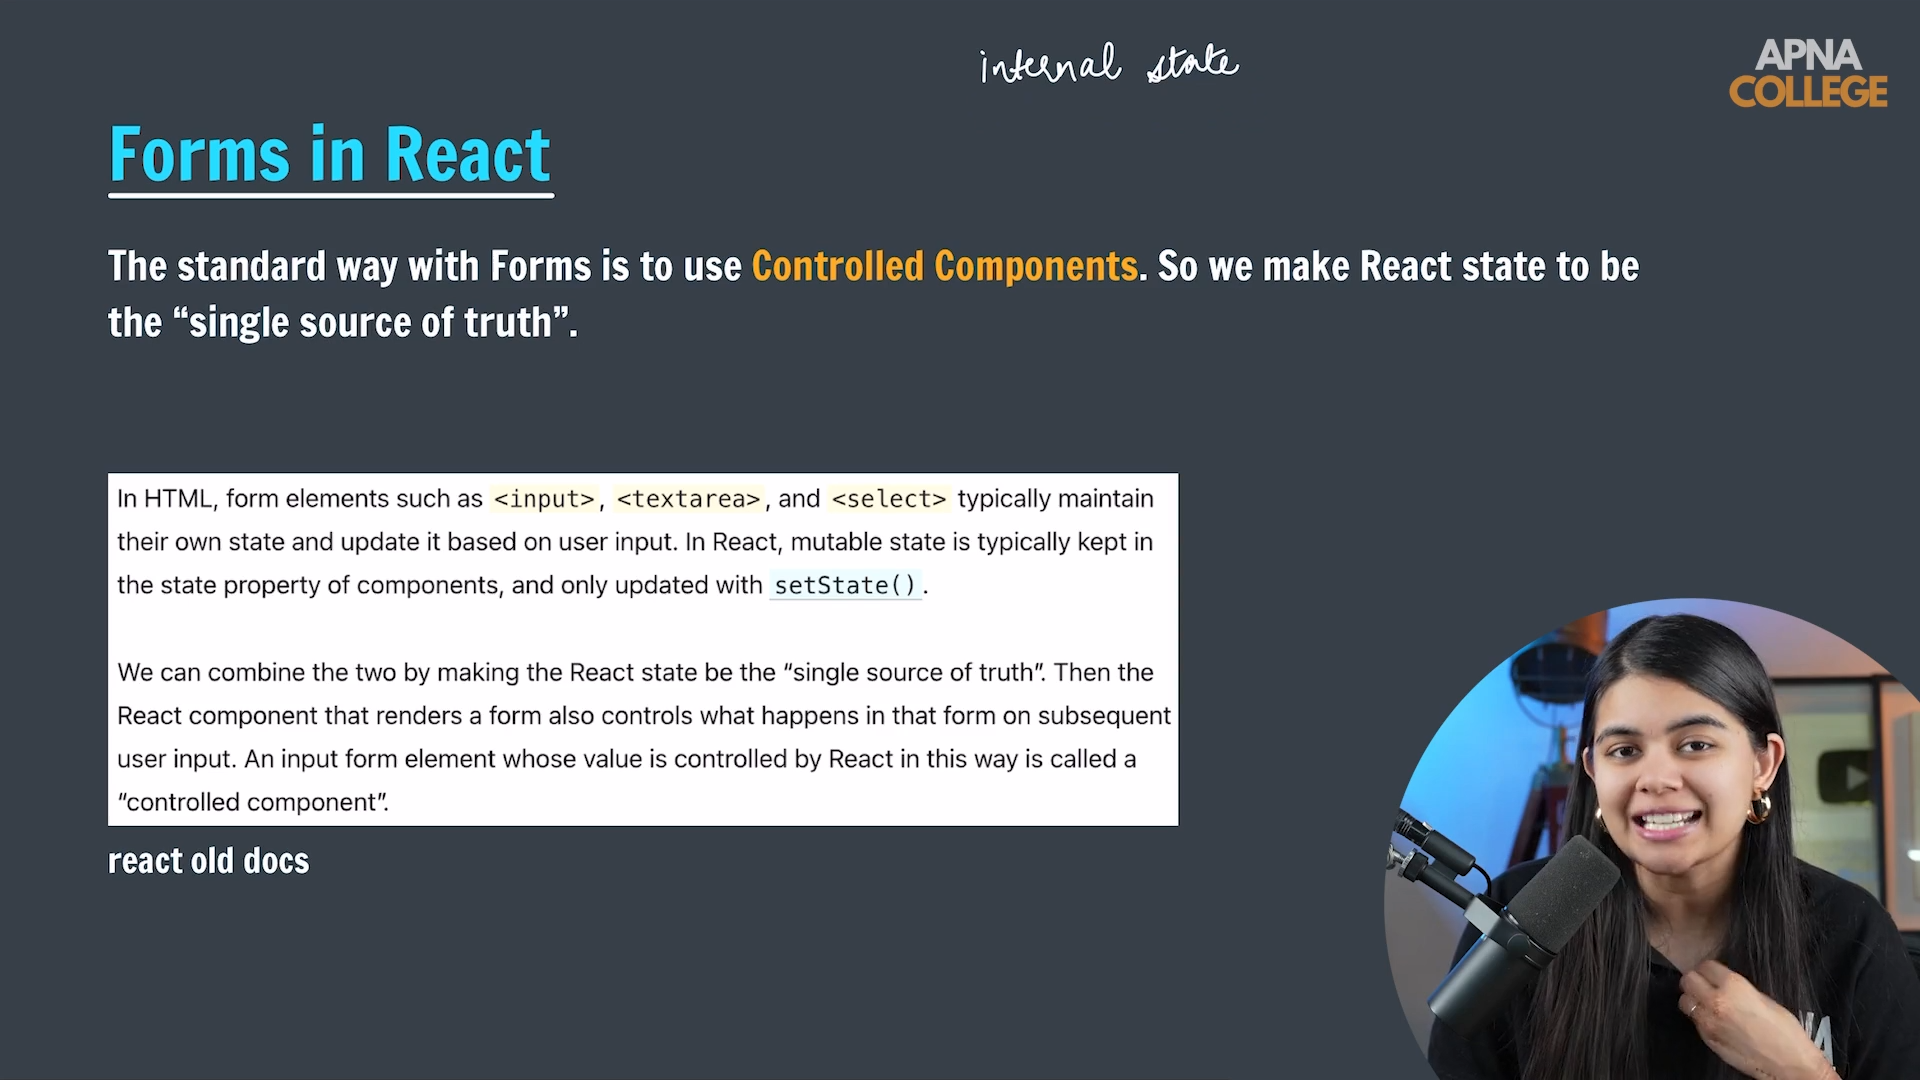 internal state
APNA
COLLEGE
Forms in React
The standard way with Forms is to use Controlled Components. So we make React state to be
the “single source of truth”.
In HTML, form elements such as <input>, <textarea>, and <select> typically maintain
their own state and update it based on user input. In React, mutable state is typically kept in
the state property of components, and only updated with setState().
We can combine the two by making the React state be the “single source of truth”. Then the
React component that renders a form also controls what happens in that form on subsequent
user input. An input form element whose value is controlled by React in this way is called a
“controlled component”.
react old docs